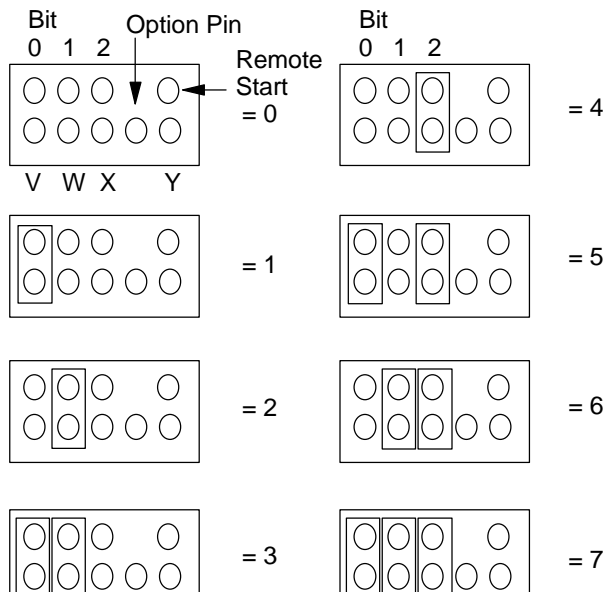 Bit
0 1 2
Option Pin
Remote
Start
= 0
V W X Y
Bit
0 1 2
= 4
= 1
= 5
= 2
= 6
= 3
= 7